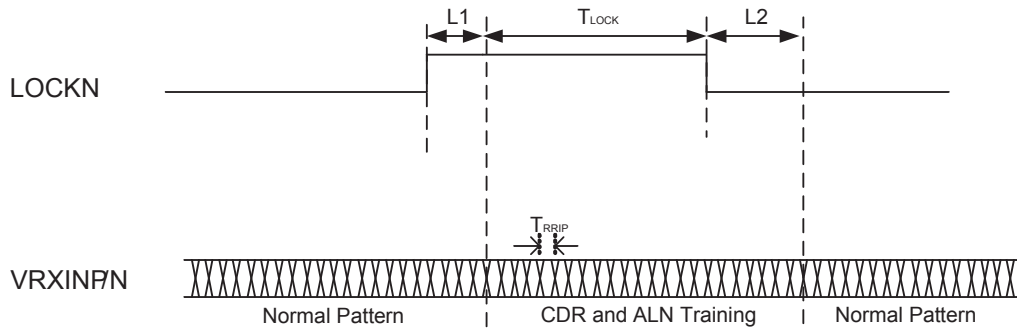 L1 TLOCK L2
LOCKN
TRRIP
VRXINP/N
Normal Pattern CDR and ALN Training Normal Pattern